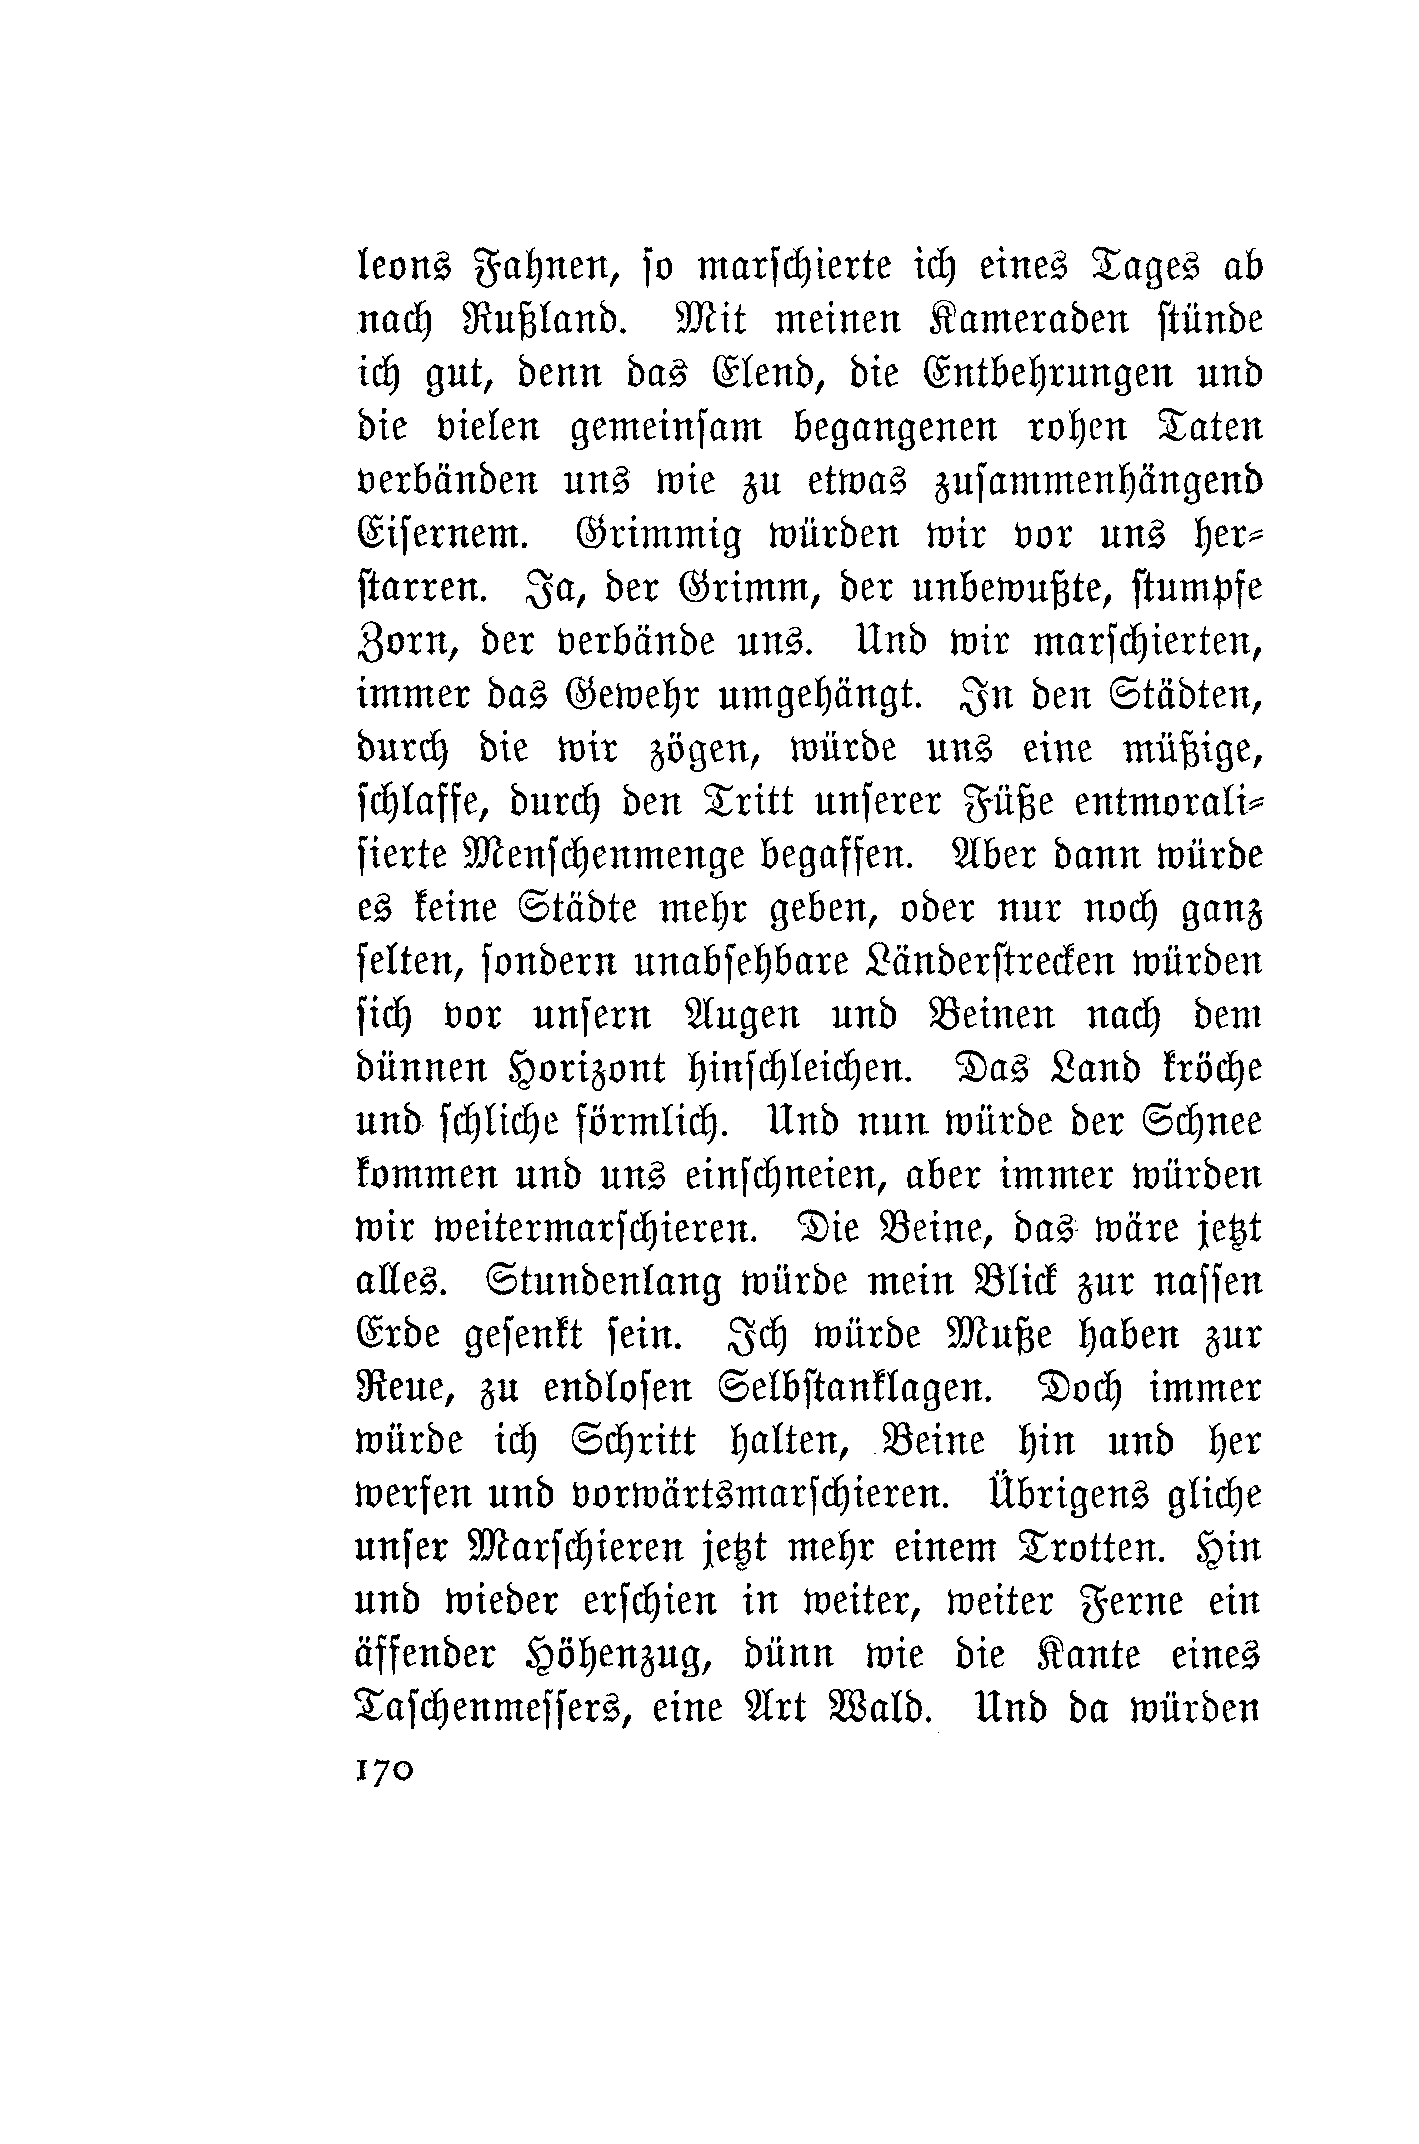 leons Fahnen, so marschierte ich eines Tages ab
nach Rußland. Mit meinen Kameraden stünde
ich gut, denn das Elend, die Entbehrungen und
die vielen gemeinsam begangenen rohen Taten
verbänden uns wie zu etwas zusammenhängend
Eisernem. Grimmig würden wir vor uns her-
starren. Ja, der Grimm, der unbewußte, stumpfe
Zorn, der verbände uns. Und wir marschierten,
immer das Gewehr umgehängt. In den Städten,
durch die wir zögen, würde uns eine müßige,
schlaffe, durch den Tritt unserer Füße entmorali-
sierte Menschenmenge begaffen. Aber dann würde
es keine Städte mehr geben, oder nur noch ganz
selten, sondern unabsehbare Länderstrecken würden
sich vor unsern Augen und Beinen nach dem
dünnen Horizont hinschleichen. Das Land kröche
und schliche förmlich. Und nun würde der Schnee
kommen und uns einschneien, aber immer würden
wir weitermarschieren. Die Beine, das wäre jetzt
alles. Stundenlang würde mein Blick zur nassen
Erde gesenkt sein. Ich würde Muße haben zur
Reue, zu endlosen Selbstanklagen. Doch immer
würde ich Schritt halten, Beine hin und her
werfen und vorwärtsmarschieren. Übrigens gliche
unser Marschieren jetzt mehr einem Trotten. Hin
und wieder erschien in weiter, weiter Ferne ein
äffender Höhenzug, dünn wie die Kante eines
Taschenmessers, eine Art Wald. Und da würden
170